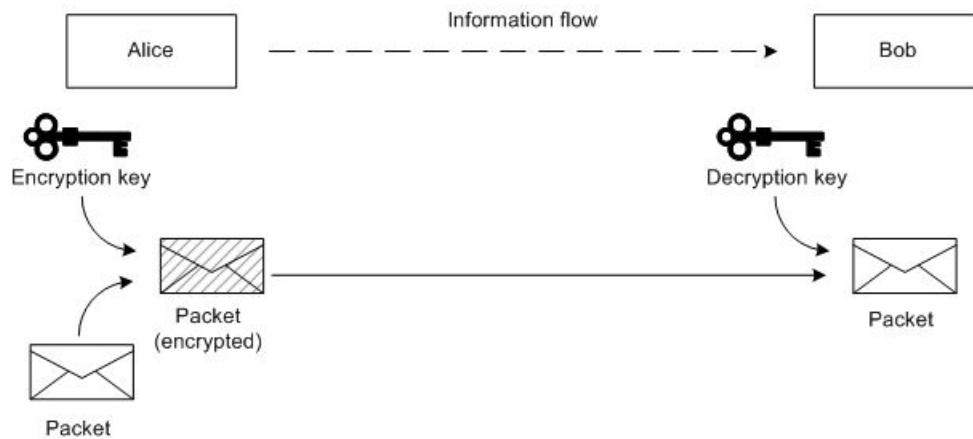 Information flow
Alice
Bob
Encryption key
Decryption key
Packet
(encrypted)
Packet
Packet